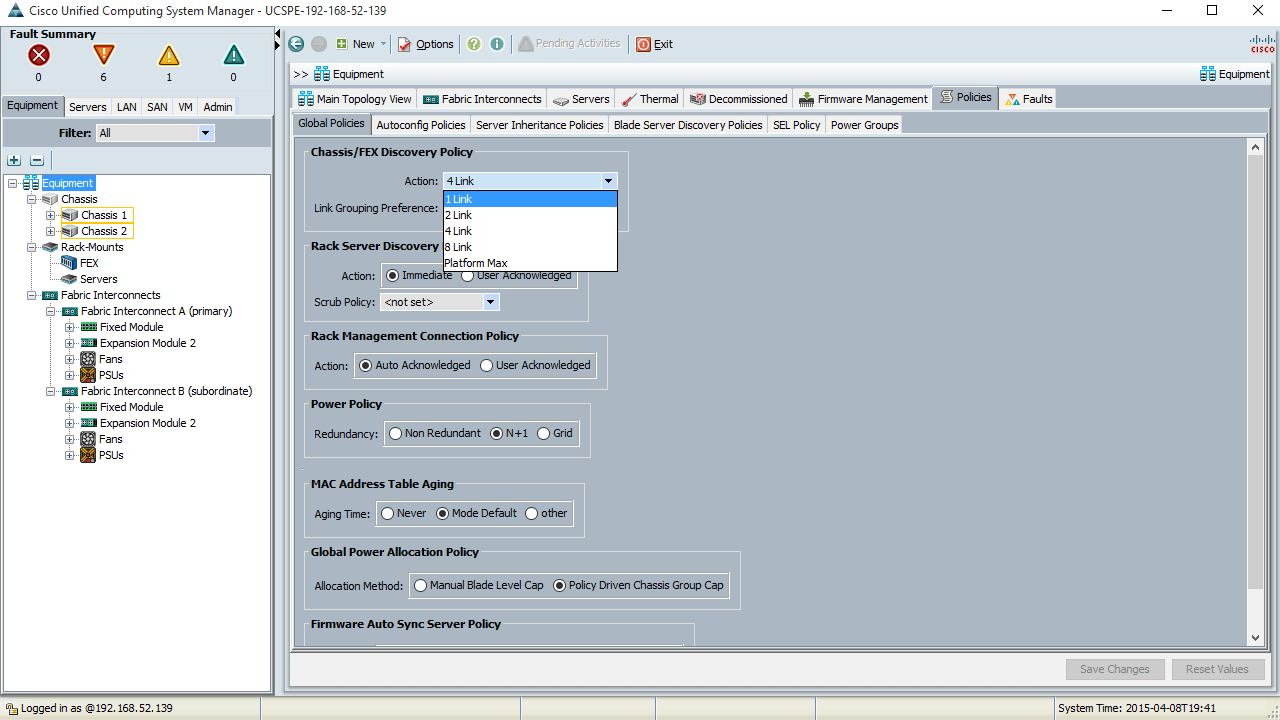 Cisco Unified Computing System Manager - UCSPE-192-168-52-139
Fault Summary
0 6 1 0
New Options Pending Activities Exit
cisco
>> Equipment Equipment
Equipment Servers LAN SAN VM Admin
Filter: All
Equipment
Chassis
Chassis 1
Chassis 2
Rack-Mounts
FEX
Servers
Fabric Interconnects
Fabric Interconnect A (primary)
Fixed Module
Expansion Module 2
Fans
PSUs
Fabric Interconnect B (subordinate)
Fixed Module
Expansion Module 2
Fans
PSUs
Main Topology View Fabric Interconnects Servers Thermal Decommissioned Firmware Management Policies Faults
Global Policies Autoconfig Policies Server Inheritance Policies Blade Server Discovery Policies SEL Policy Power Groups
Chassis/FEX Discovery Policy
Action: 4 Link
1 Link
2 Link
4 Link
8 Link
Platform Max
Link Grouping Preference:
Rack Server Discovery
Action: Immediate User Acknowledged
Scrub Policy: <not set>
Rack Management Connection Policy
Action: Auto Acknowledged User Acknowledged
Power Policy
Redundancy: Non Redundant N+1 Grid
MAC Address Table Aging
Aging Time: Never Mode Default other
Global Power Allocation Policy
Allocation Method: Manual Blade Level Cap Policy Driven Chassis Group Cap
Firmware Auto Sync Server Policy
Save Changes Reset Values
Logged in as @192.168.52.139 System Time: 2015-04-08T19:41